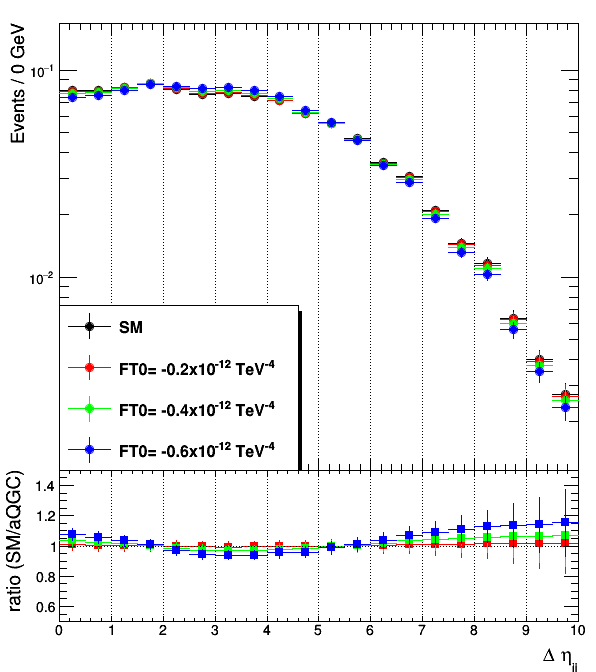 Events / 0 GeV
10⁻¹
10⁻²
SM
FT0= -0.2x10⁻¹² TeV⁻⁴
FT0= -0.4x10⁻¹² TeV⁻⁴
FT0= -0.6x10⁻¹² TeV⁻⁴
ratio (SM/aQGC)
1.4
1.2
1
0.8
0.6
0 1 2 3 4 5 6 7 8 9 10
Δ η_jj